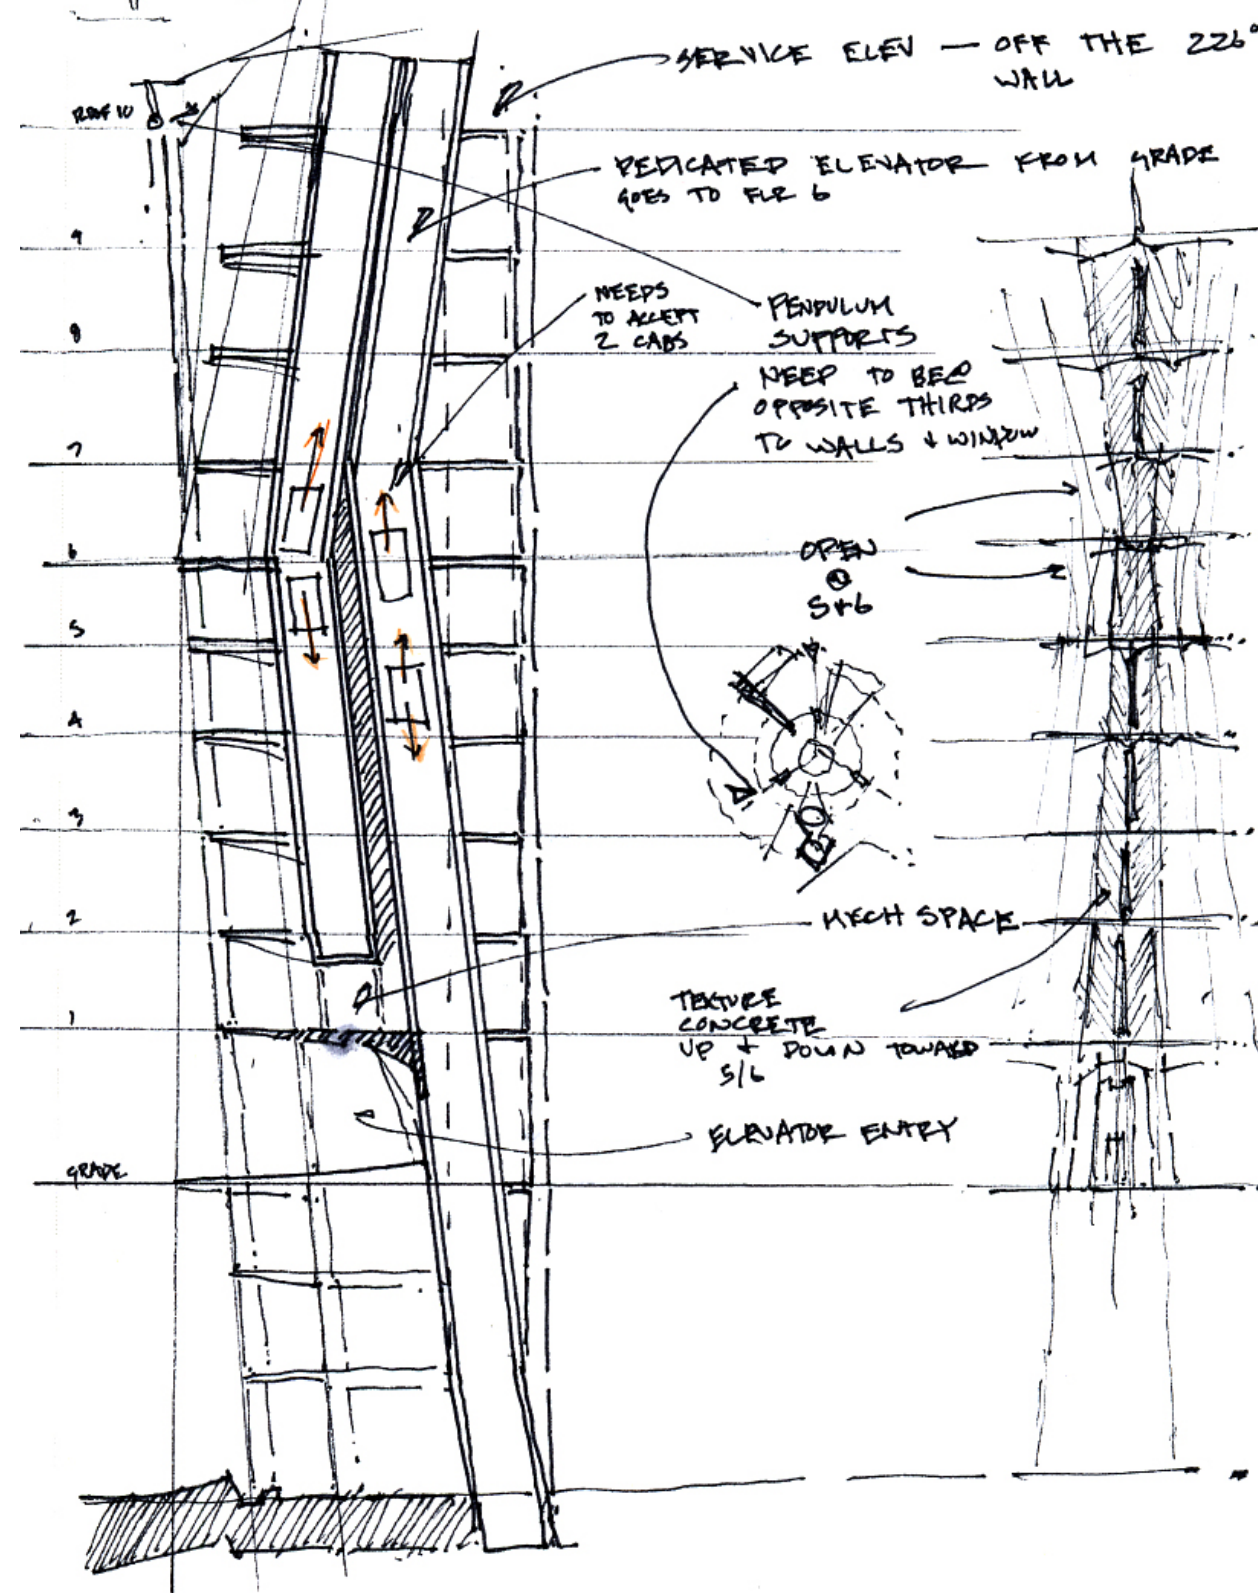 SERVICE ELEV — OFF THE 226°
WALL
ROOF 10
DEDICATED ELEVATOR FROM GRADE
GOES TO FLR 6
9
NEEDS
TO ACCEPT
2 CABS
PENDULUM
SUPPORTS
8
NEED TO BE @
OPPOSITE THIRDS
TO WALLS & WINDOW
7
6
OPEN
@
5+6
5
4
3
2
MECH SPACE
TEXTURE
CONCRETE
UP & DOWN TOWARD
5/6
1
ELEVATOR ENTRY
GRADE